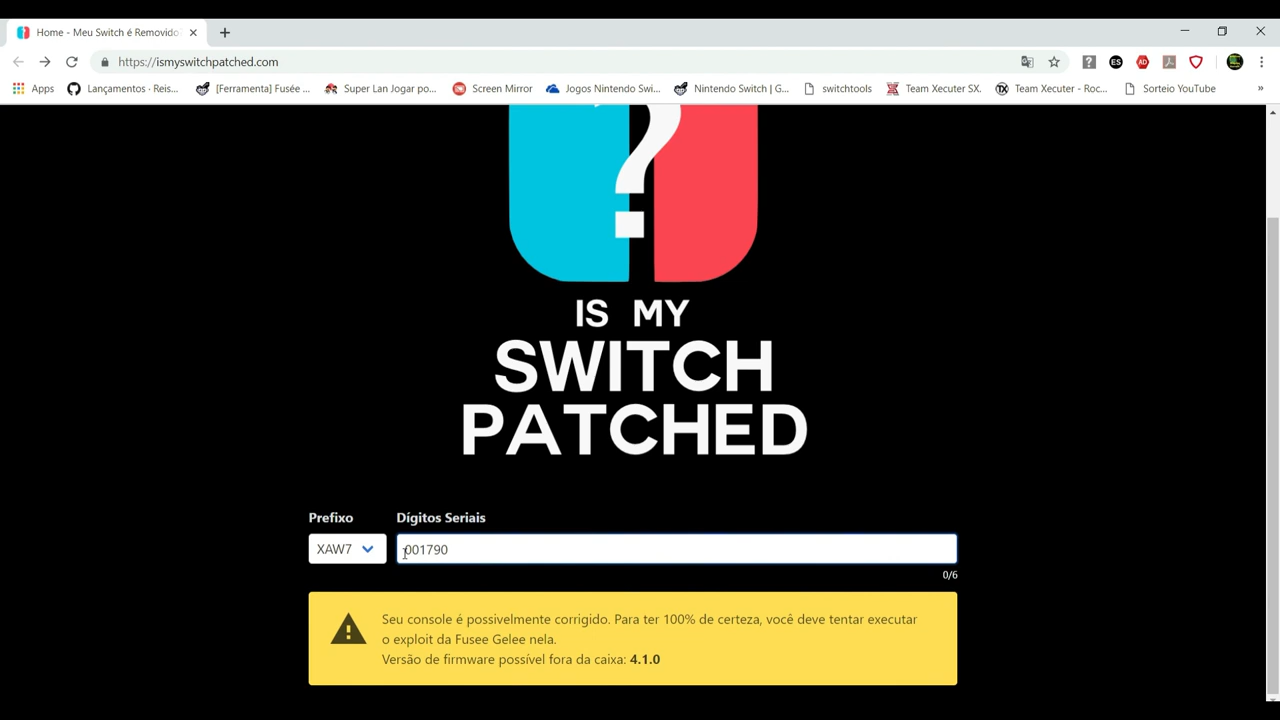 Home - Meu Switch é Removido
https://ismyswitchpatched.com
Apps Lançamentos · Reis... [Ferramenta] Fusée ... Super Lan Jogar po... Screen Mirror Jogos Nintendo Swi... Nintendo Switch | G... switchtools Team Xecuter SX. Team Xecuter - Roc... Sorteio YouTube »
?
IS MY
SWITCH
PATCHED
Prefixo Dígitos Seriais
XAW7 001790
0/6
Seu console é possivelmente corrigido. Para ter 100% de certeza, você deve tentar executar
o exploit da Fusee Gelee nela.
Versão de firmware possível fora da caixa: 4.1.0